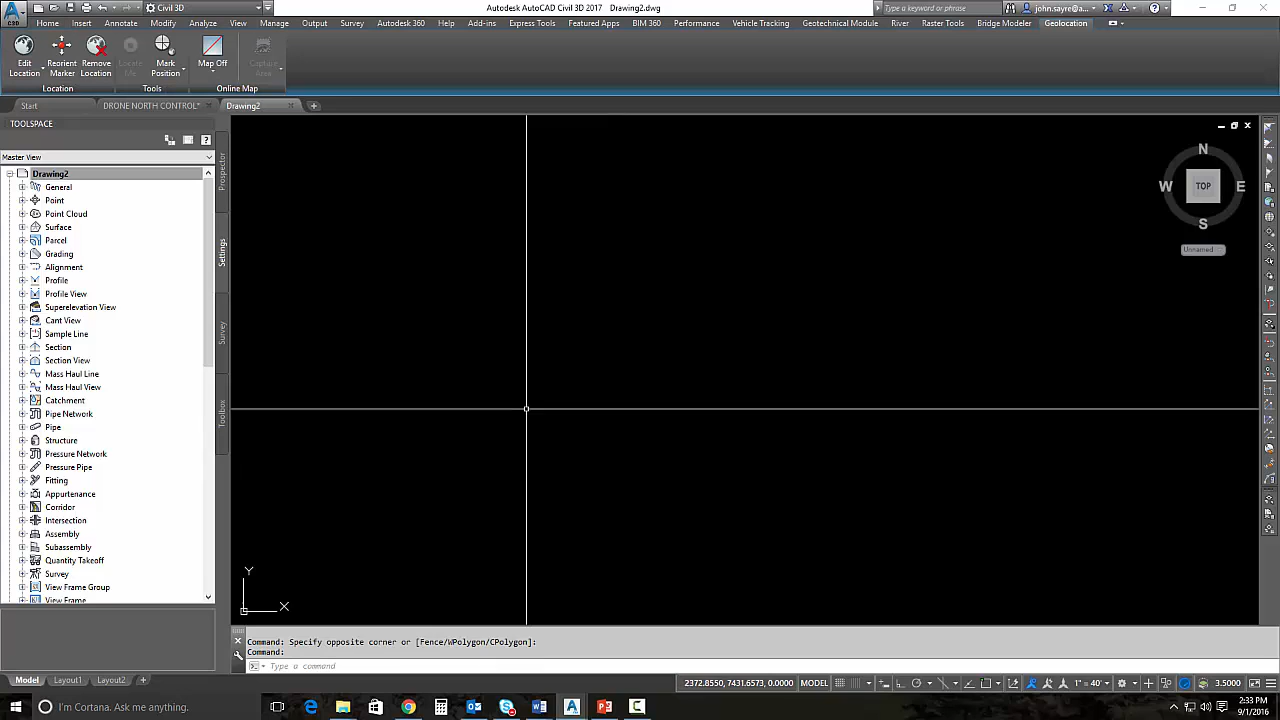 Civil 3D
Autodesk AutoCAD Civil 3D 2017 Drawing2.dwg
Type a keyword or phrase
john.sayre@a...
Home Insert Annotate Modify Analyze View Manage Output Survey Autodesk 360 Help Add-ins Express Tools Featured Apps BIM 360 Performance Vehicle Tracking Geotechnical Module River Raster Tools Bridge Modeler Geolocation
Edit Location
Reorient Marker
Remove Location
Locate Me
Mark Position
Map Off
Capture Area
Location Tools Online Map
Start DRONE NORTH CONTROL* Drawing2
TOOLSPACE
Master View
Drawing2
General
Point
Point Cloud
Surface
Parcel
Grading
Alignment
Profile
Profile View
Superelevation View
Cant View
Sample Line
Section
Section View
Mass Haul Line
Mass Haul View
Catchment
Pipe Network
Pipe
Structure
Pressure Network
Pressure Pipe
Fitting
Appurtenance
Corridor
Intersection
Assembly
Subassembly
Quantity Takeoff
Survey
View Frame Group
View Frame
Prospector
Settings
Survey
Toolbox
N
W TOP E
S
Unnamed
Y
X
Command: Specify opposite corner or [Fence/WPolygon/CPolygon]:
Command:
Type a command
Model Layout1 Layout2
2372.8550, 7431.6573, 0.0000 MODEL 1" = 40' 3.5000
I'm Cortana. Ask me anything.
2:33 PM
9/1/2016